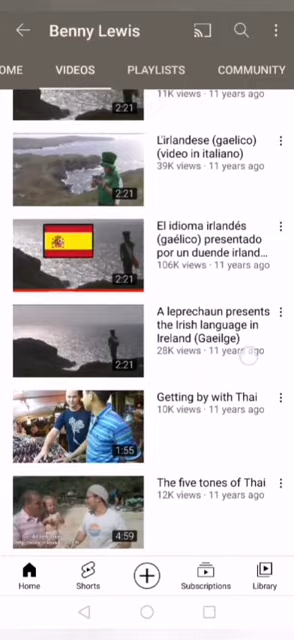 Benny Lewis
OME VIDEOS PLAYLISTS COMMUNITY
2:21
11K views · 11 years ago
L'irlandese (gaelico)
(video in italiano)
39K views · 11 years ago
2:21
El idioma irlandés
(gaélico) presentado
por un duende irland...
106K views · 11 years ago
2:21
A leprechaun presents
the Irish language in
Ireland (Gaeilge)
28K views · 11 years ago
2:21
Getting by with Thai
10K views · 11 years ago
1:55
The five tones of Thai
12K views · 11 years ago
4:59
Home Shorts Subscriptions Library